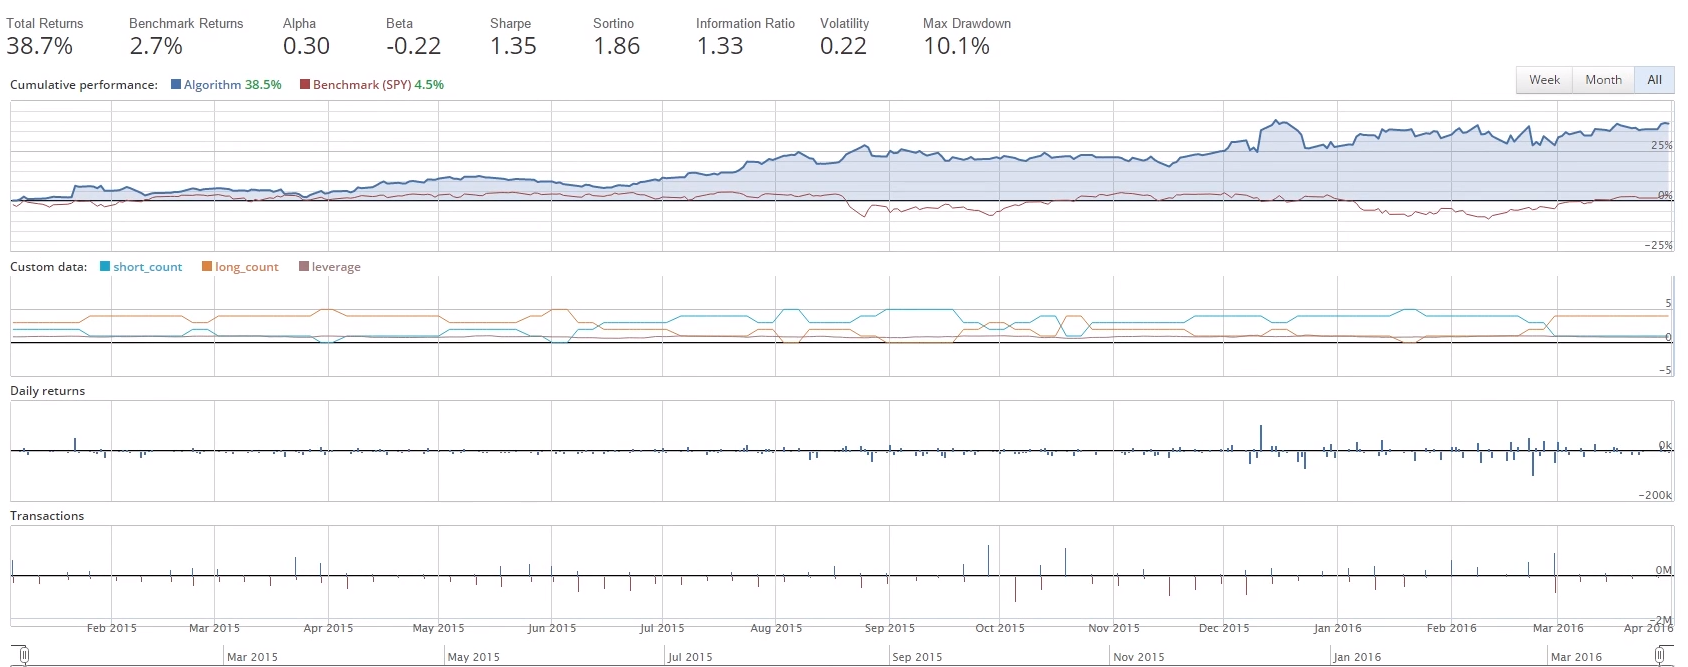 Total Returns Benchmark Returns Alpha Beta Sharpe Sortino Information Ratio Volatility Max Drawdown
38.7% 2.7% 0.30 -0.22 1.35 1.86 1.33 0.22 10.1%
Cumulative performance: Algorithm 38.5% Benchmark (SPY) 4.5% Week Month All
25%
0%
-25%
Custom data: short_count long_count leverage
5
0
-5
Daily returns
0k
-200k
Transactions
0M
-2M
Feb 2015 Mar 2015 Apr 2015 May 2015 Jun 2015 Jul 2015 Aug 2015 Sep 2015 Oct 2015 Nov 2015 Dec 2015 Jan 2016 Feb 2016 Mar 2016 Apr 2016
Mar 2015 May 2015 Jul 2015 Sep 2015 Nov 2015 Jan 2016 Mar 2016